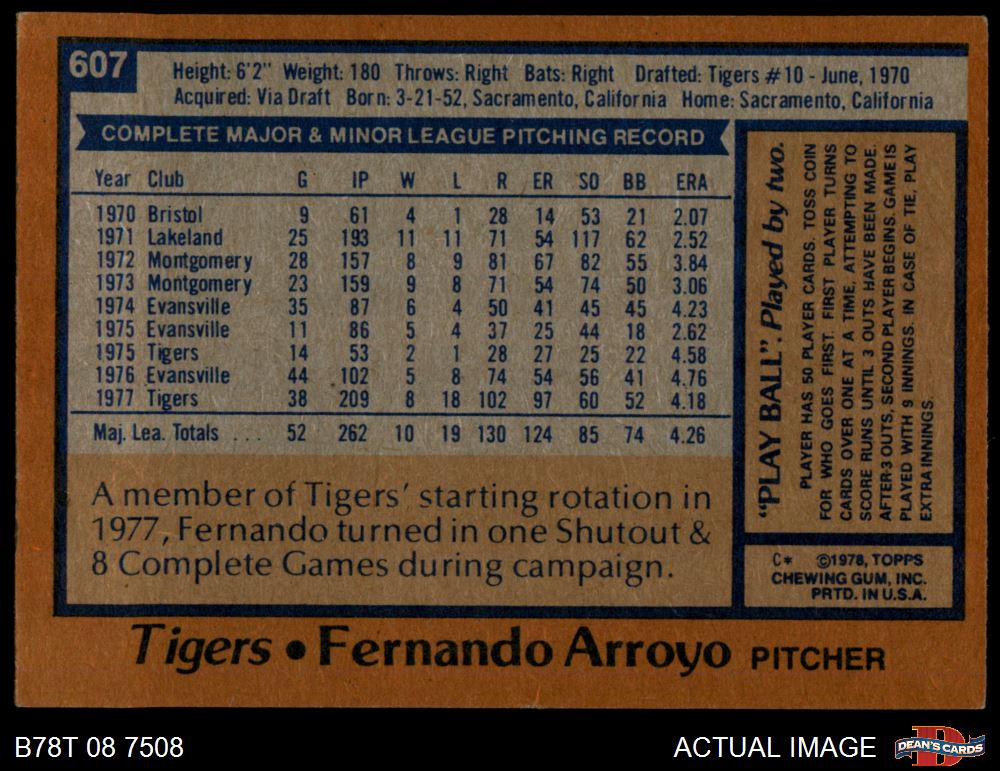 607
Height: 6'2" Weight: 180 Throws: Right Bats: Right Drafted: Tigers #10 - June, 1970
Acquired: Via Draft Born: 3-21-52, Sacramento, California Home: Sacramento, California
COMPLETE MAJOR & MINOR LEAGUE PITCHING RECORD
Year Club G IP W L R ER SO BB ERA
1970 Bristol 9 61 4 1 28 14 53 21 2.07
1971 Lakeland 25 193 11 11 71 54 117 62 2.52
1972 Montgomery 28 157 8 9 81 67 82 55 3.84
1973 Montgomery 23 159 9 8 71 54 74 50 3.06
1974 Evansville 35 87 6 4 50 41 45 45 4.23
1975 Evansville 11 86 5 4 37 25 44 18 2.62
1975 Tigers 14 53 2 1 28 27 25 22 4.58
1976 Evansville 44 102 5 8 74 54 56 41 4.76
1977 Tigers 38 209 8 18 102 97 60 52 4.18
Maj. Lea. Totals ... 52 262 10 19 130 124 85 74 4.26
A member of Tigers' starting rotation in
1977, Fernando turned in one Shutout &
8 Complete Games during campaign.
"PLAY BALL". Played by two.
PLAYER HAS 50 PLAYER CARDS. TOSS COIN
FOR WHO GOES FIRST. FIRST PLAYER TURNS
CARDS OVER ONE AT A TIME, ATTEMPTING TO
SCORE RUNS UNTIL 3 OUTS HAVE BEEN MADE.
AFTER 3 OUTS, SECOND PLAYER BEGINS. GAME IS
PLAYED WITH 9 INNINGS. IN CASE OF TIE, PLAY
EXTRA INNINGS.
C* ©1978, TOPPS
CHEWING GUM, INC.
PRTD. IN U.S.A.
Tigers • Fernando Arroyo PITCHER
B78T 08 7508
ACTUAL IMAGE
DEAN'S CARDS